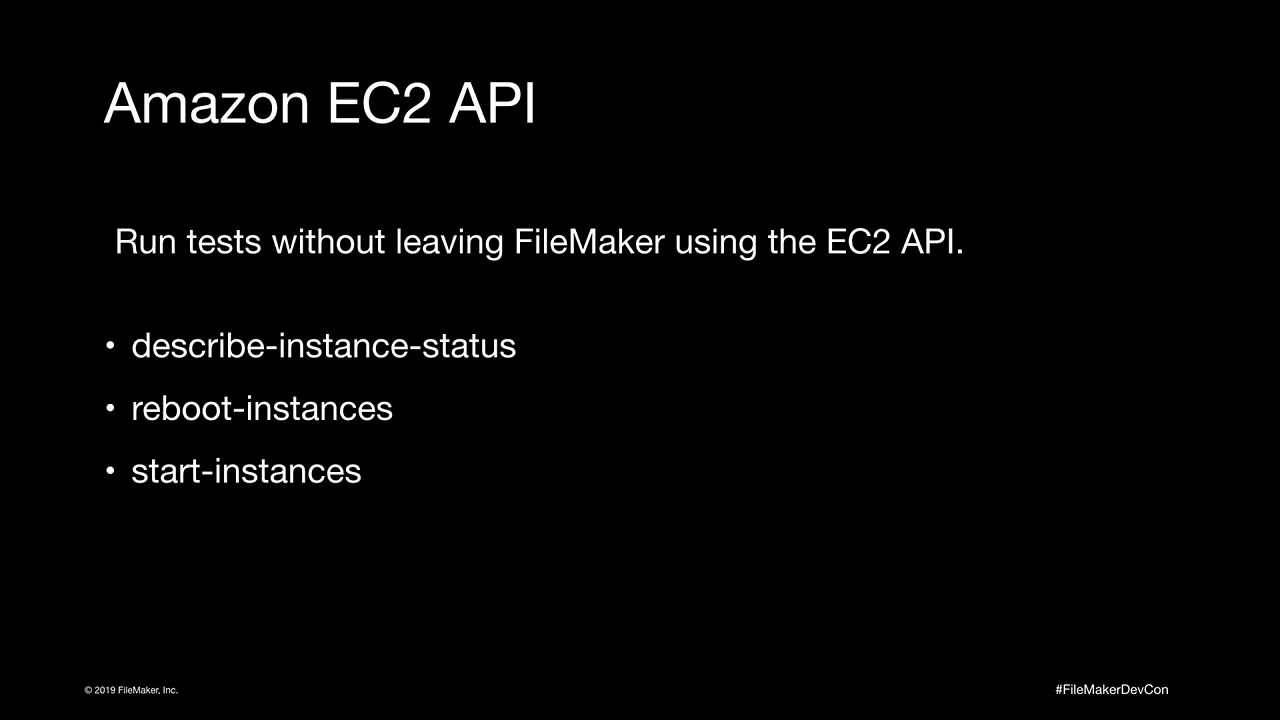 Amazon EC2 API
Run tests without leaving FileMaker using the EC2 API.
• describe-instance-status
• reboot-instances
• start-instances
© 2019 FileMaker, Inc.
#FileMakerDevCon